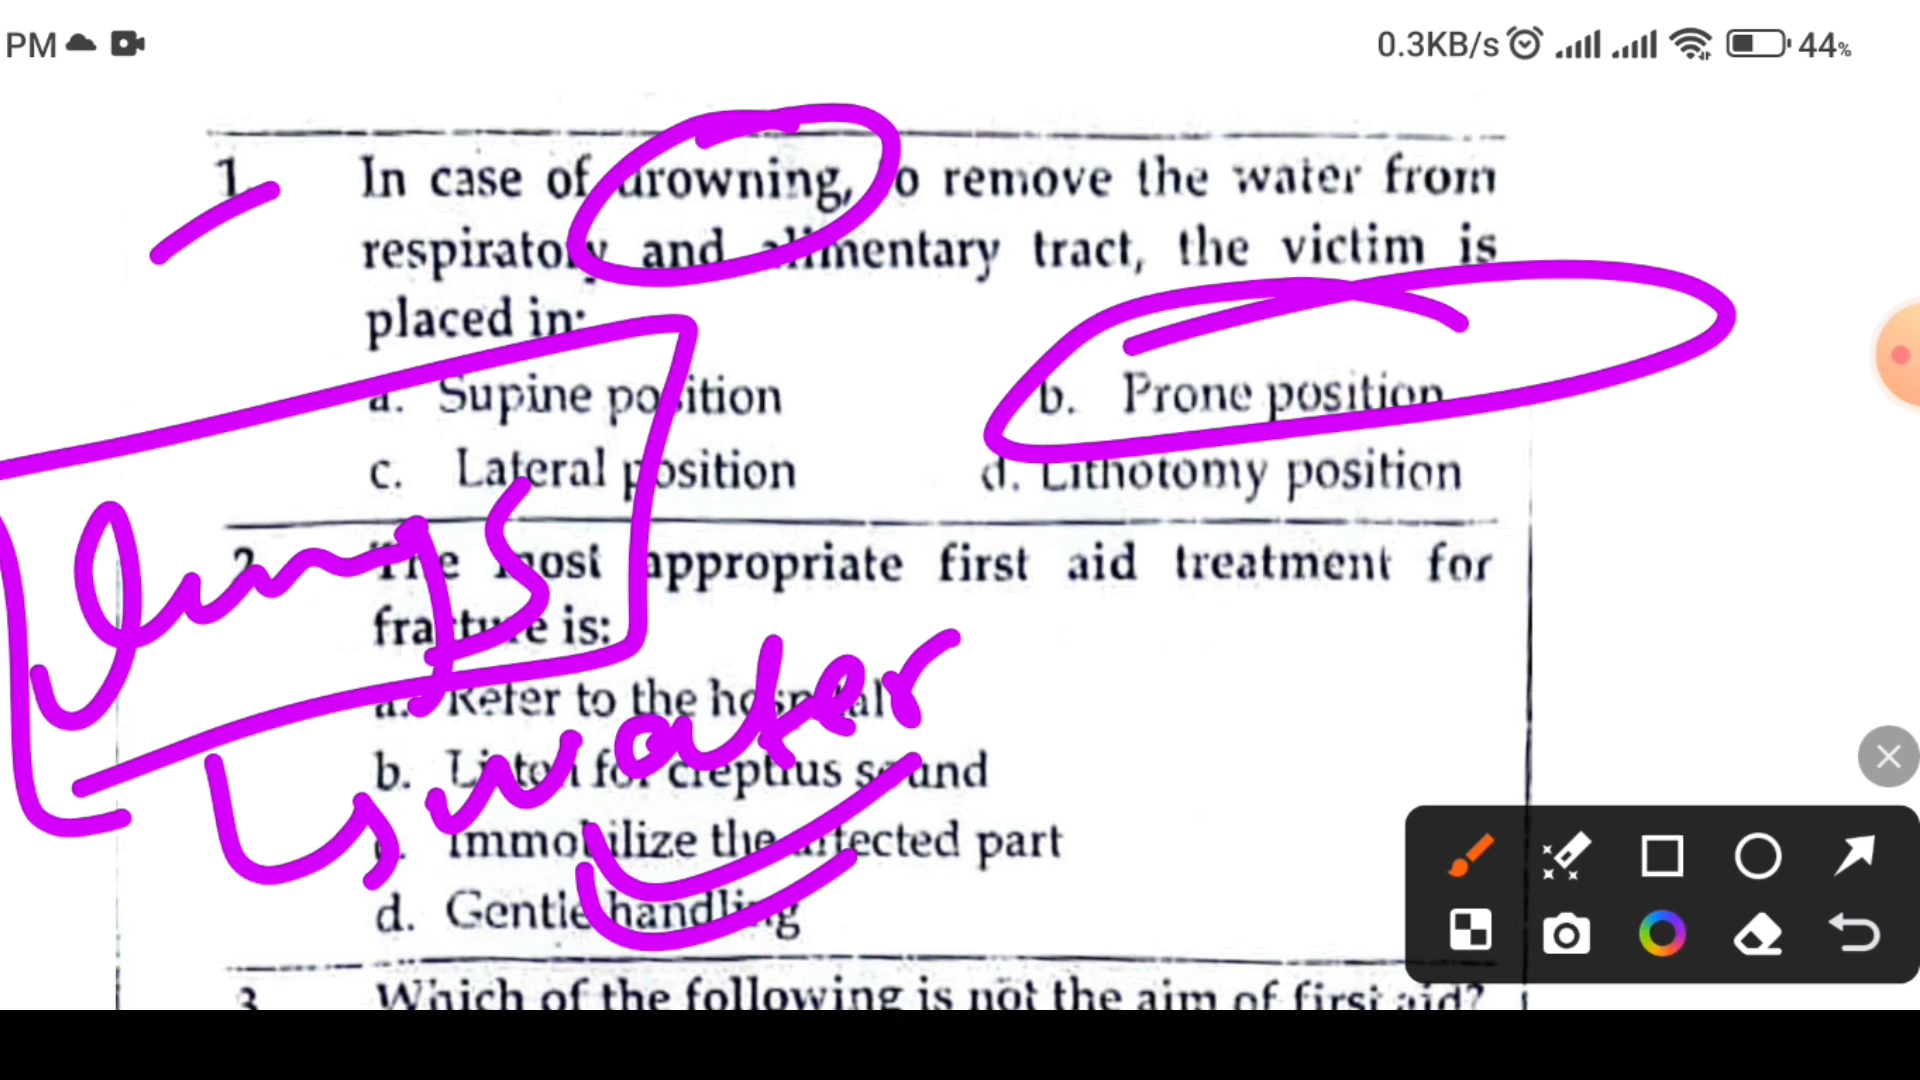 PM 0.3KB/s 44%
1. In case of drowning, to remove the water from
respiratory and alimentary tract, the victim is
placed in:
a. Supine position b. Prone position
c. Lateral position d. Lithotomy position
2. The most appropriate first aid treatment for
fracture is:
a. Refer to the hospital
b. Listen for crepitus sound
c. Immobilize the affected part
d. Gentle handling
lungs
water
3. Which of the following is not the aim of first aid?